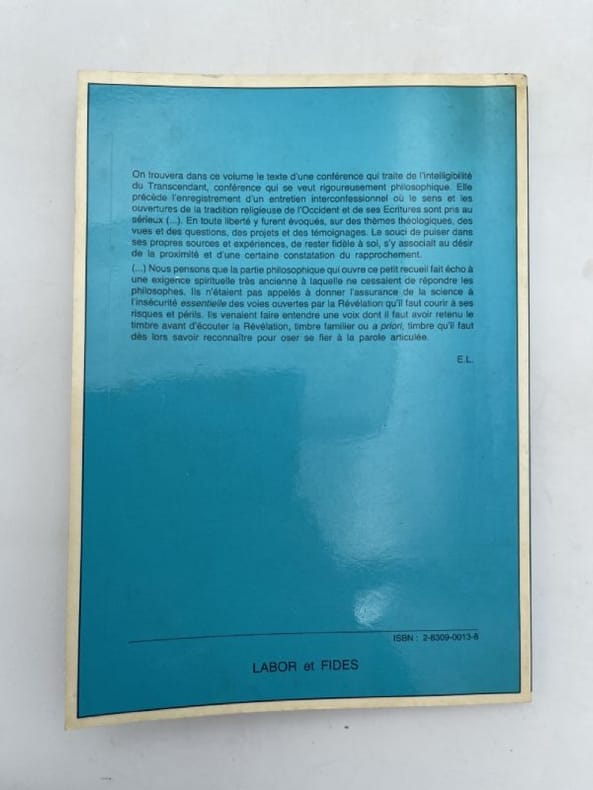 On trouvera dans ce volume le texte d'une conférence qui traite de l'intelligibilité
du Transcendant, conférence qui se veut rigoureusement philosophique. Elle
précède l'enregistrement d'un entretien interconfessionnel où le sens et les
ouvertures de la tradition religieuse de l'Occident et de ses Ecritures sont pris au
sérieux (...). En toute liberté y furent évoqués, sur des thèmes théologiques, des
vues et des questions, des projets et des témoignages. Le souci de puiser dans
ses propres sources et expériences, de rester fidèle à soi, s'y associait au désir
de la proximité et d'une certaine constatation du rapprochement.
(...) Nous pensons que la partie philosophique qui ouvre ce petit recueil fait écho à
une exigence spirituelle très ancienne à laquelle ne cessaient de répondre les
philosophes. Ils n'étaient pas appelés à donner l'assurance de la science à
l'insécurité essentielle des voies ouvertes par la Révélation qu'il faut courir à ses
risques et périls. Ils venaient faire entendre une voix dont il faut avoir retenu le
timbre avant d'écouter la Révélation, timbre familier ou a priori, timbre qu'il faut
dès lors savoir reconnaître pour oser se fier à la parole articulée.
E.L.
ISBN : 2-8309-0013-8
LABOR et FIDES